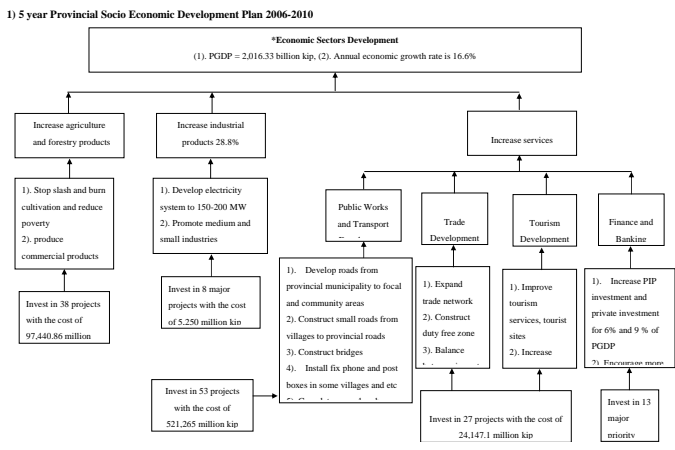 1) 5 year Provincial Socio Economic Development Plan 2006-2010
*Economic Sectors Development
(1). PGDP = 2,016.33 billion kip, (2). Annual economic growth rate is 16.6%
Increase agriculture
and forestry products
Increase industrial
products 28.8%
Increase services
1). Stop slash and burn
cultivation and reduce
poverty
2). produce
commercial products
1). Develop electricity
system to 150-200 MW
2). Promote medium and
small industries
Public Works
and Transport
Trade
Development
Tourism
Development
Finance and
Banking
Invest in 38 projects
with the cost of
97,440.86 million
Invest in 8 major
projects with the cost
of 5.250 million kip
1). Develop roads from
provincial municipality to focal
and community areas
2). Construct small roads from
villages to provincial roads
3). Construct bridges
4). Install fix phone and post
boxes in some villages and etc
1). Expand
trade network
2). Construct
duty free zone
3). Balance
1). Improve
tourism
services, tourist
sites
2). Increase
1). Increase PIP
investment and
private investment
for 6% and 9 % of
PGDP
2). Encourage more
Invest in 53 projects
with the cost of
521,265 million kip
Invest in 27 projects with the cost of
24,147.1 million kip
Invest in 13
major
priority